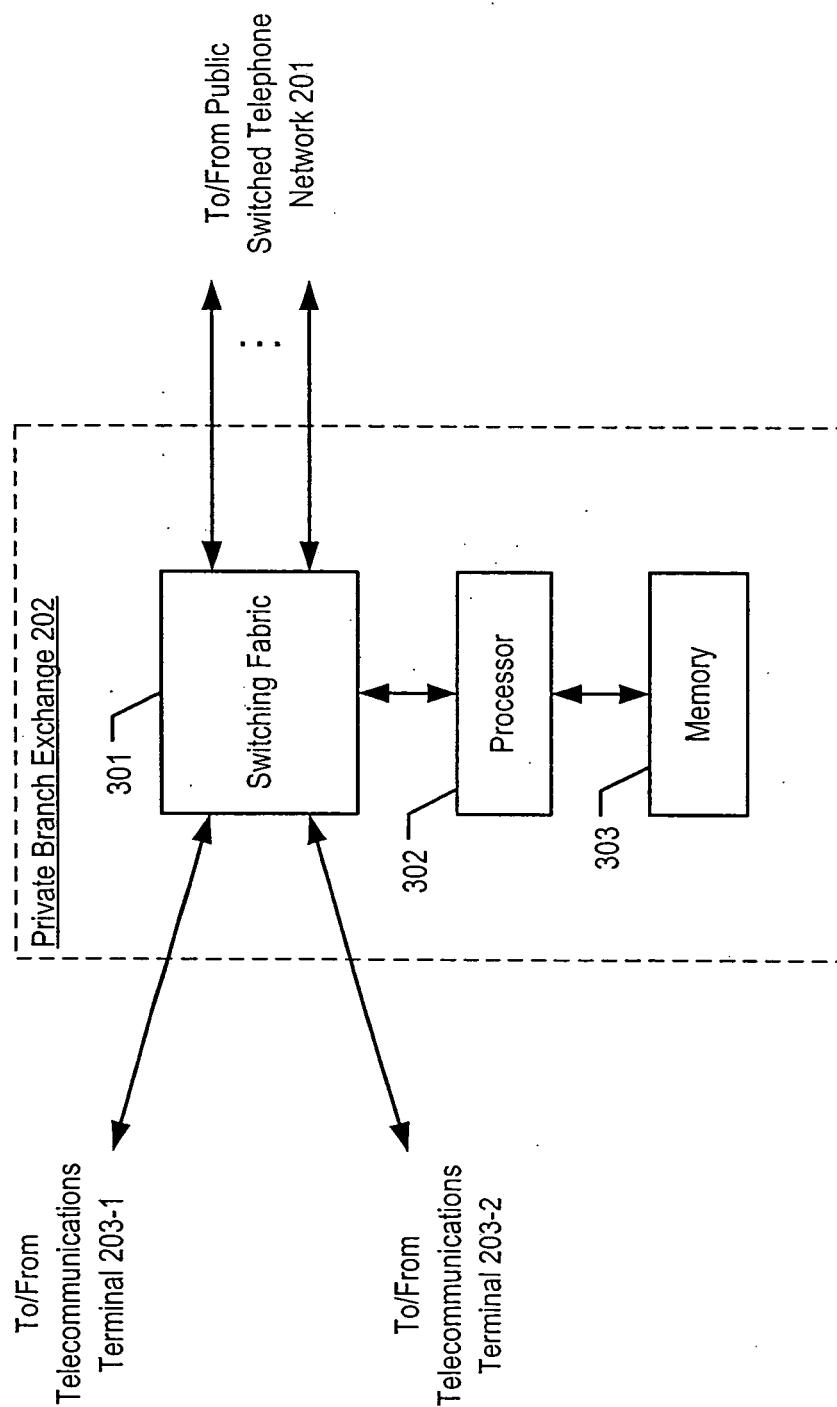 Private Branch Exchange 202
To/From
Telecommunications
Terminal 203-1
301
Switching Fabric
To/From Public
Switched Telephone
Network 201
...
To/From
Telecommunications
Terminal 203-2
302
Processor
303
Memory